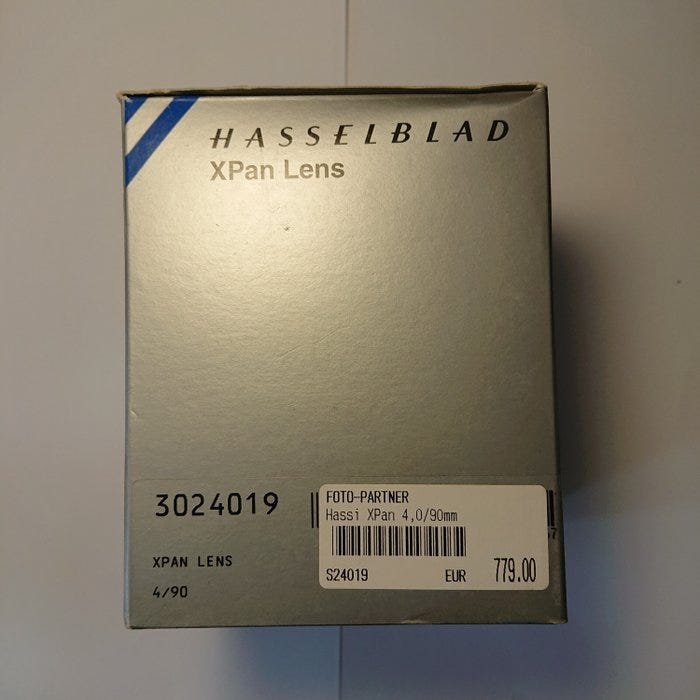 HASSELBLAD
XPan Lens
3024019
FOTO-PARTNER
Hassi XPan 4,0/90mm
XPAN LENS
4/90
S24019 EUR 779.00